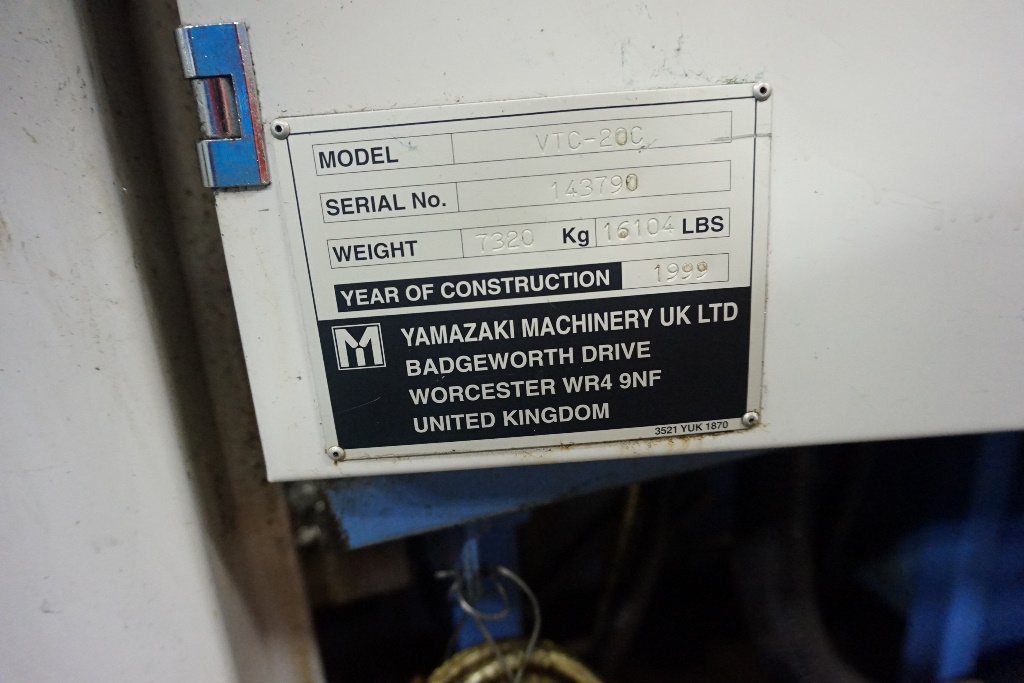 MODEL VTC-20C
SERIAL No. 143790
WEIGHT 7320 Kg 16104 LBS
YEAR OF CONSTRUCTION 1999
M YAMAZAKI MACHINERY UK LTD
BADGEWORTH DRIVE
WORCESTER WR4 9NF
UNITED KINGDOM
3521 YUK 1870